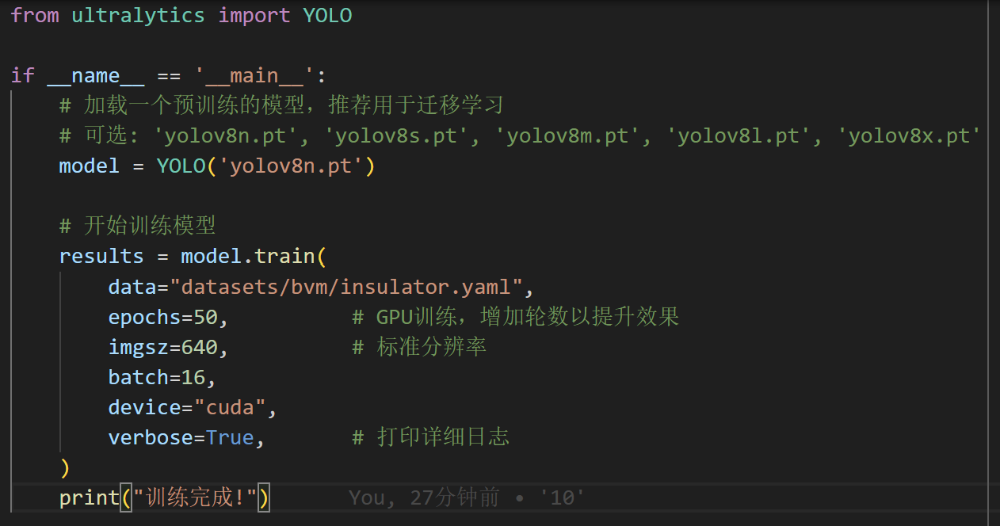 from ultralytics import YOLO
if __name__ == '__main__':
# 加载一个预训练的模型，推荐用于迁移学习
# 可选: 'yolov8n.pt', 'yolov8s.pt', 'yolov8m.pt', 'yolov8l.pt', 'yolov8x.pt'
model = YOLO('yolov8n.pt')
# 开始训练模型
results = model.train(
data="datasets/bvm/insulator.yaml",
epochs=50, # GPU训练，增加轮数以提升效果
imgsz=640, # 标准分辨率
batch=16,
device="cuda",
verbose=True, # 打印详细日志
)
print("训练完成!") You, 27分钟前 • '10'